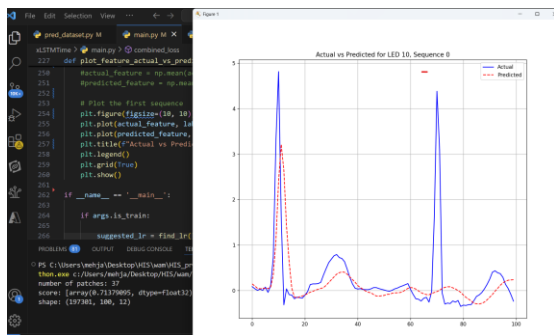 File Edit Selection View ···
Figure 1
pred_dataset.py M
main.py M
xLSTMTime > main.py > combined_loss
227 def plot_feature_actual_vs_pred
250 #actual_feature = np.mean(a
251 #predicted_feature = np.mea
252
253 # Plot the first sequence
254 plt.figure(figsize=(10, 10)
255 plt.plot(actual_feature, lab
256 plt.plot(predicted_feature,
257 plt.title(f"Actual vs Predic
258 plt.legend()
259 plt.grid(True)
260 plt.show()
261
262 if __name__ == '__main__':
263
264 if args.is_train:
265
266 suggested_lr = find_lr(
PROBLEMS OUTPUT DEBUG CONSOLE
PS C:\Users\mehja\Desktop\HIS\wam\HIS_pr
thon.exe c:/Users/mehja/Desktop/HIS/wam/
number of patches: 37
score: [array(0.71379095, dtype=float32)
shape: (197301, 100, 12)
Actual vs Predicted for LED 10, Sequence 0
Actual
Predicted
5
4
3
2
1
0
0 20 40 60 80 100